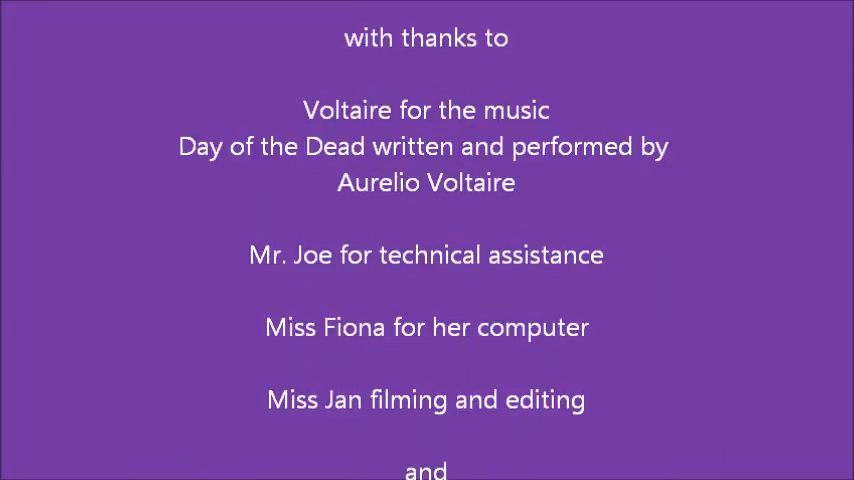 with thanks to
Voltaire for the music
Day of the Dead written and performed by
Aurelio Voltaire
Mr. Joe for technical assistance
Miss Fiona for her computer
Miss Jan filming and editing
and